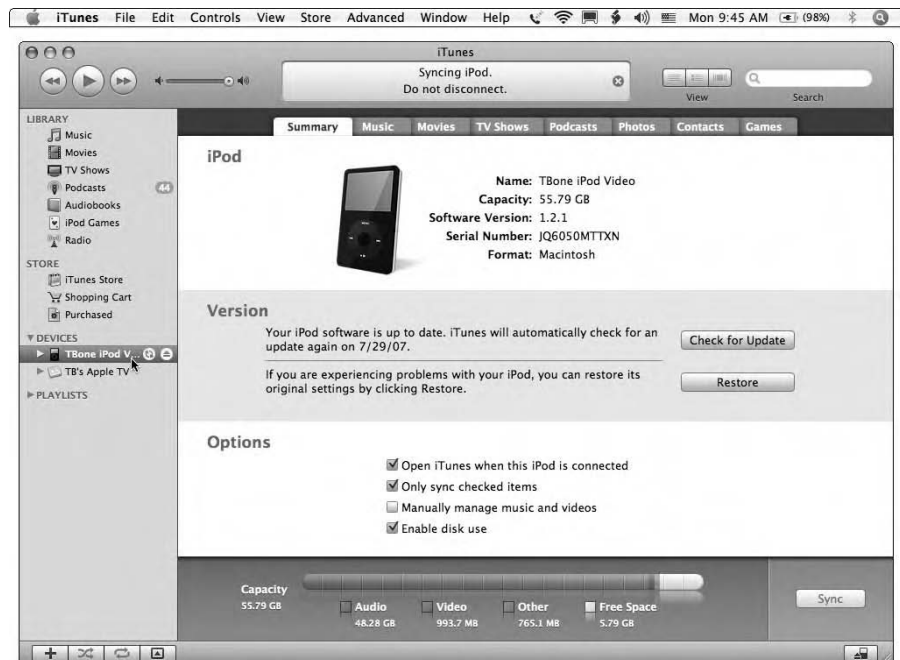 iTunes File Edit Controls View Store Advanced Window Help Mon 9:45 AM (98%)
iTunes
Syncing iPod.
Do not disconnect.
View
Search
LIBRARY
Music
Movies
TV Shows
Podcasts 44
Audiobooks
iPod Games
Radio
STORE
iTunes Store
Shopping Cart
Purchased
DEVICES
TBone iPod V...
TB's Apple TV
PLAYLISTS
Summary Music Movies TV Shows Podcasts Photos Contacts Games
iPod
Name: TBone iPod Video
Capacity: 55.79 GB
Software Version: 1.2.1
Serial Number: JQ6050MTTXN
Format: Macintosh
Version
Your iPod software is up to date. iTunes will automatically check for an
update again on 7/29/07.
Check for Update
If you are experiencing problems with your iPod, you can restore its
original settings by clicking Restore.
Restore
Options
Open iTunes when this iPod is connected
Only sync checked items
Manually manage music and videos
Enable disk use
Capacity
55.79 GB
Audio
48.28 GB
Video
993.7 MB
Other
765.1 MB
Free Space
5.79 GB
Sync